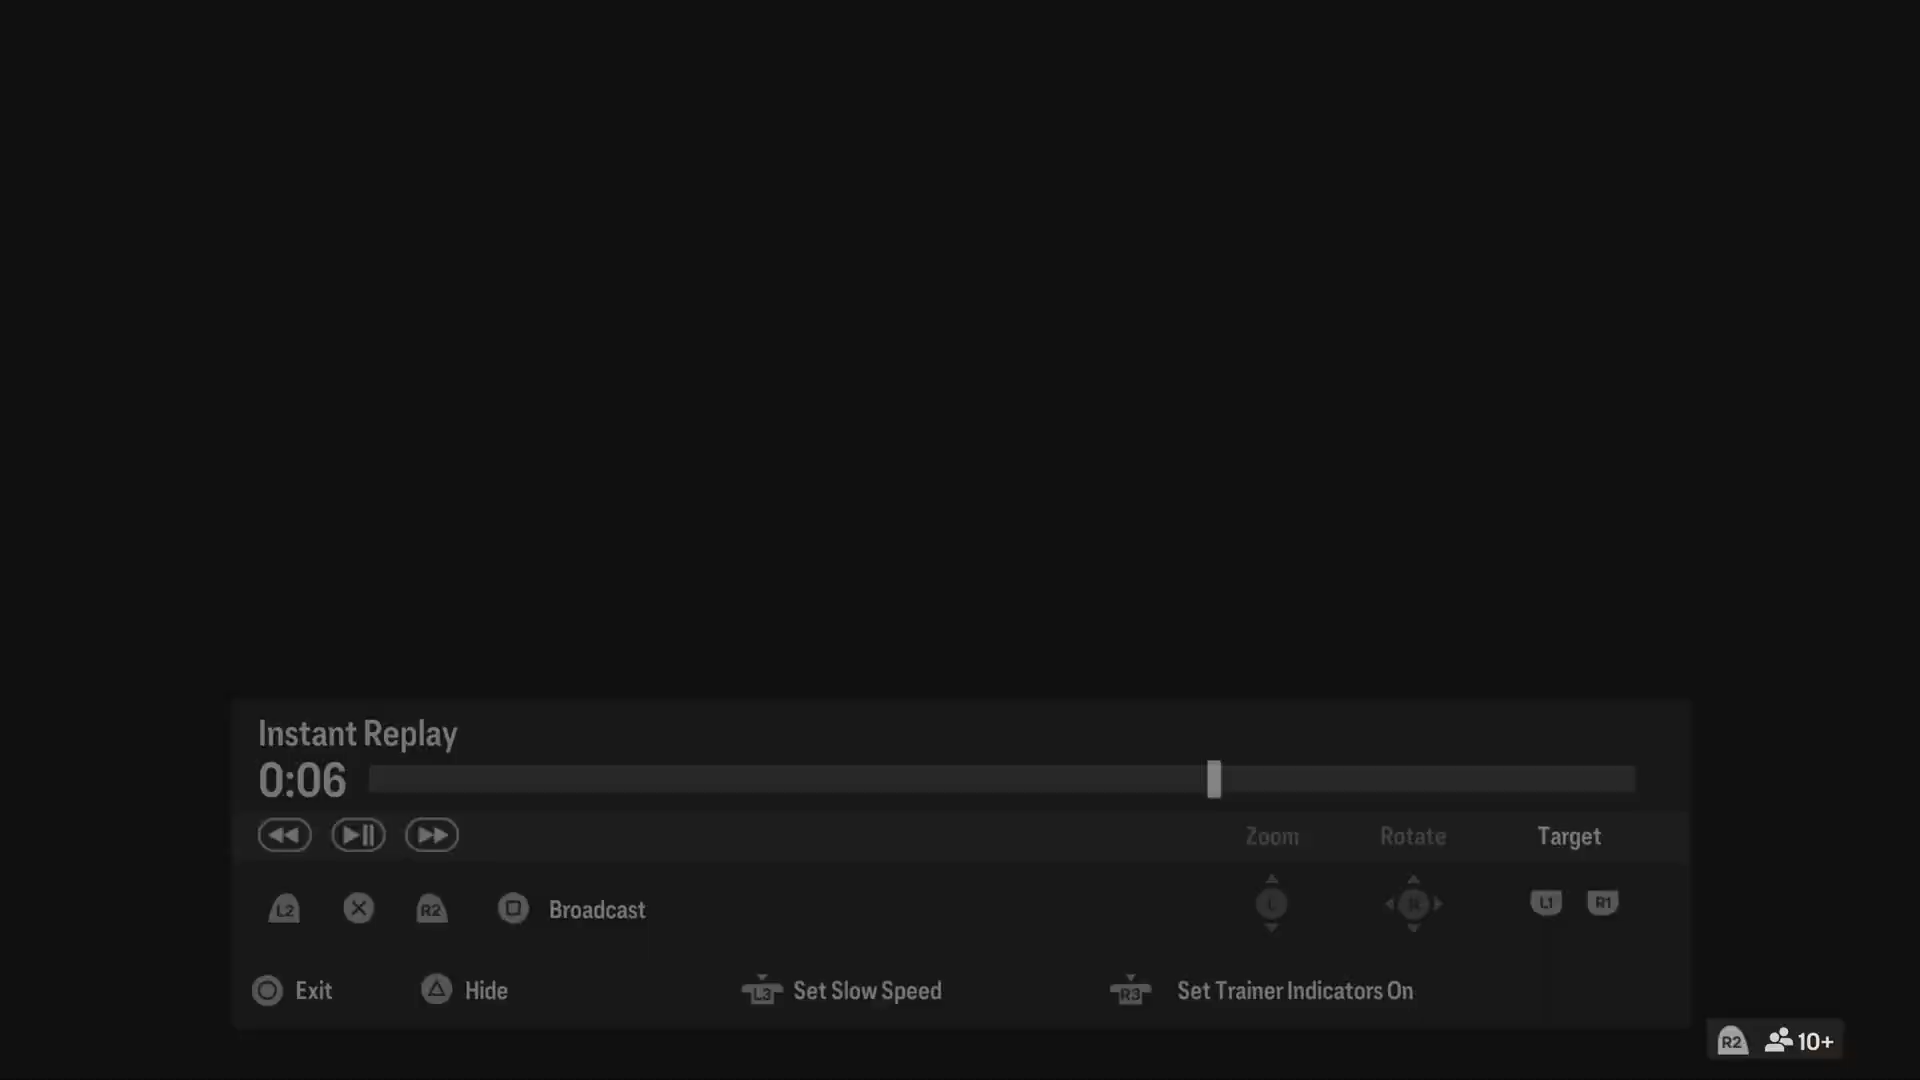 Instant Replay
0:06
Zoom Rotate Target
L2 R2 Broadcast L R L1 R1
Exit Hide L3 Set Slow Speed R3 Set Trainer Indicators On
R2 10+